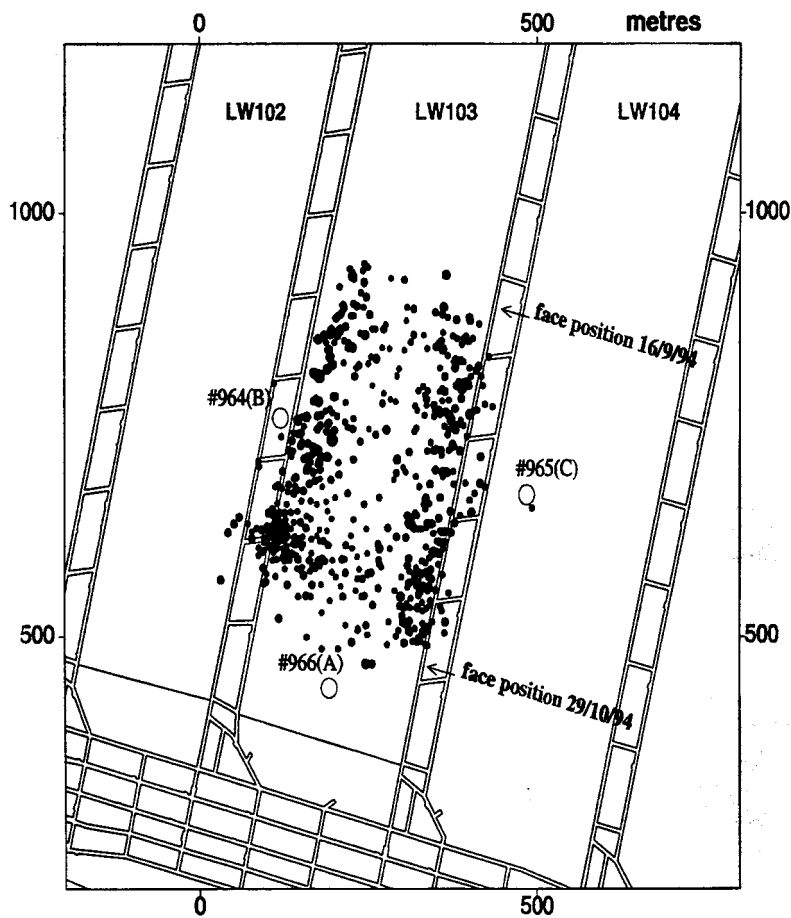 0 500 metres
LW102 LW103 LW104
1000 1000
face position 16/9/94
#964(B)
#965(C)
500 500
#966(A)
face position 29/10/94
0 500